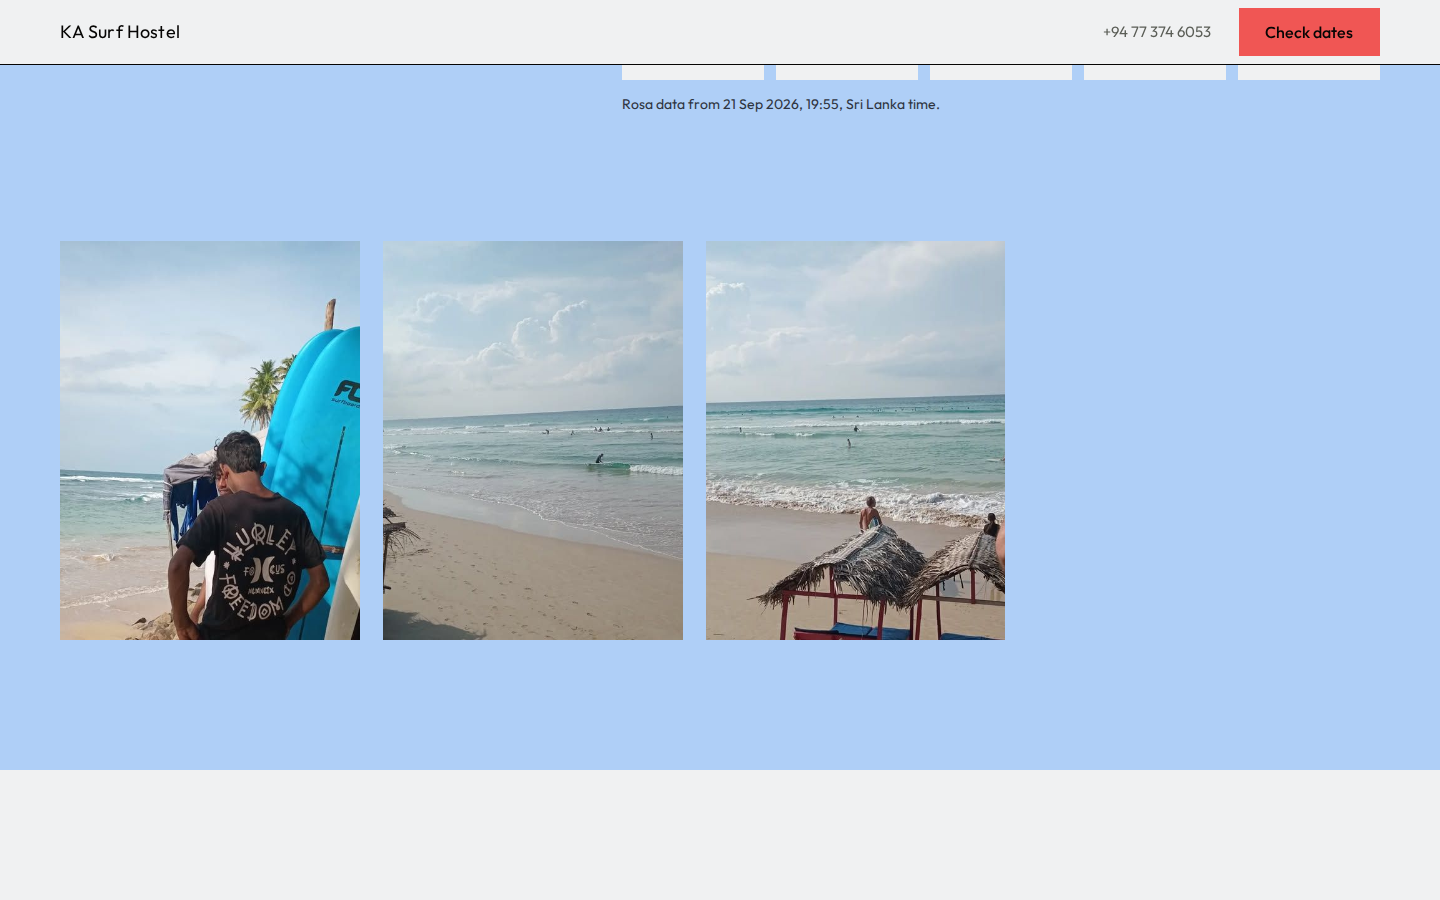 KA Surf Hostel
+94 77 374 6053
Check dates
Rosa data from 21 Sep 2026, 19:55, Sri Lanka time.
HURLEY
FREEDOM